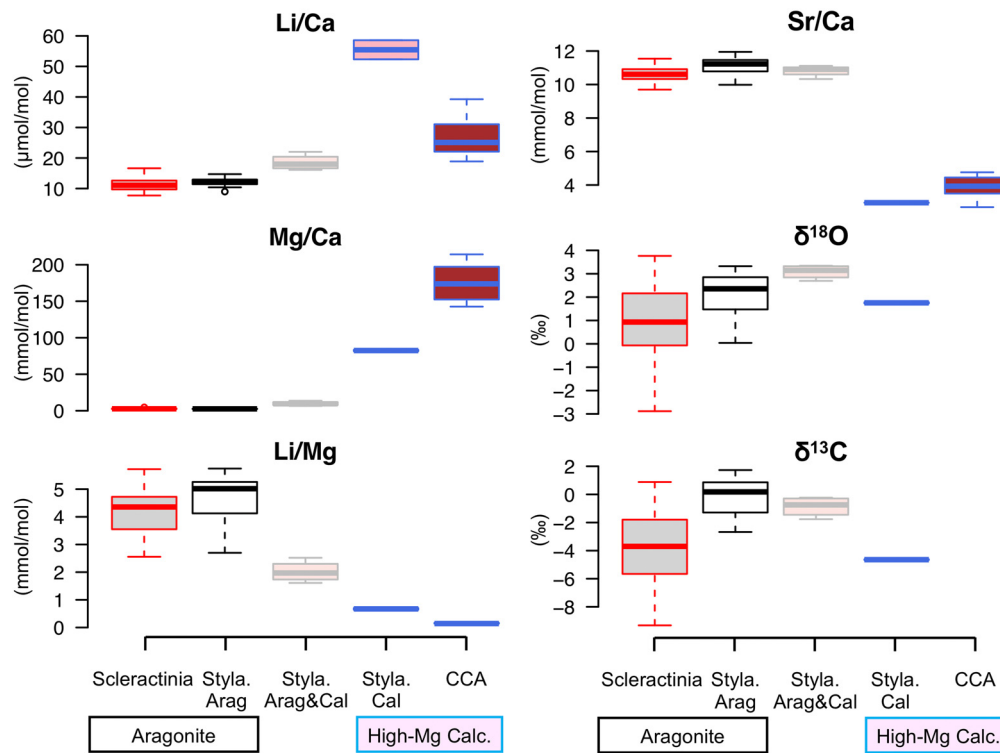 Li/Ca
(μmol/mol)
60
50
40
30
20
10
Mg/Ca
(mmol/mol)
200
150
100
50
0
Li/Mg
(mmol/mol)
5
4
3
2
1
0
Scleractinia
Styla.
Arag
Styla.
Arag&Cal
Styla.
Cal
CCA
Aragonite
High-Mg Calc.
Sr/Ca
(mmol/mol)
12
10
8
6
4
δ¹⁸O
(‰)
4
3
2
1
0
−1
−2
−3
δ¹³C
(‰)
2
0
−2
−4
−6
−8
Scleractinia
Styla.
Arag
Styla.
Arag&Cal
Styla.
Cal
CCA
Aragonite
High-Mg Calc.